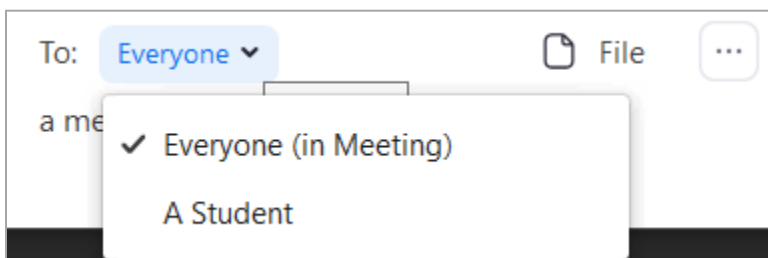 To: Everyone File ...
a me
Everyone (in Meeting)
A Student